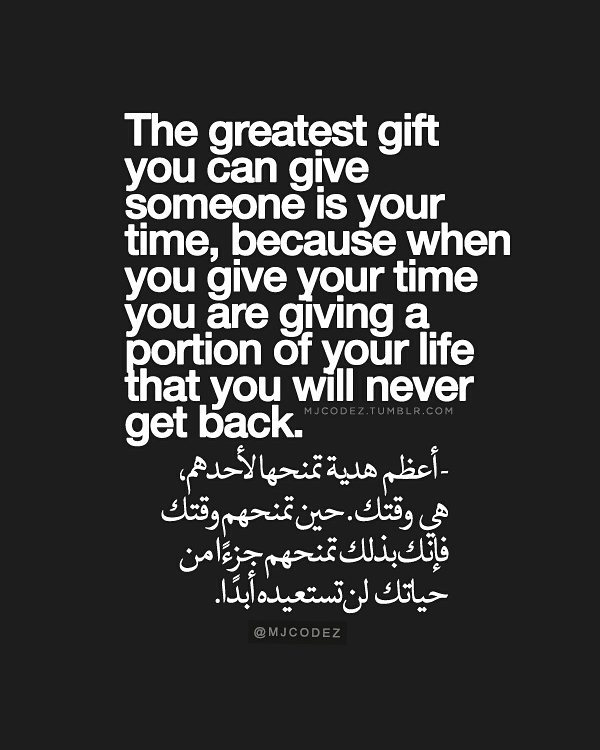 The greatest gift
you can give
someone is your
time, because when
you give your time
you are giving a
portion of your life
that you will never
get back.
MJCODEZ.TUMBLR.COM
-أعظم هدية تمنحها لأحدهم،
هي وقتك. حين تمنحهم وقتك
فإنك بذلك تمنحهم جزءًا من
حياتك لن تستعيده أبدًا.
@MJCODEZ